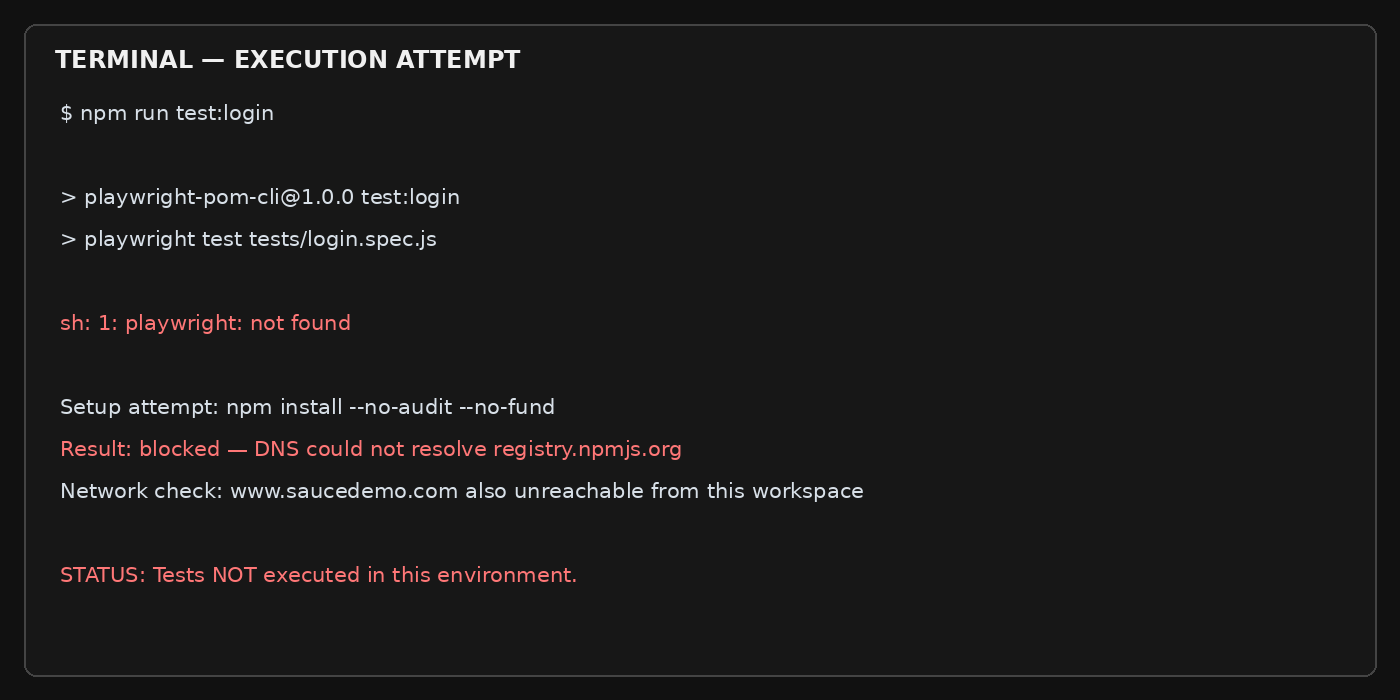 TERMINAL — EXECUTION ATTEMPT
$ npm run test:login
> playwright-pom-cli@1.0.0 test:login
> playwright test tests/login.spec.js
sh: 1: playwright: not found
Setup attempt: npm install --no-audit --no-fund
Result: blocked — DNS could not resolve registry.npmjs.org
Network check: www.saucedemo.com also unreachable from this workspace
STATUS: Tests NOT executed in this environment.